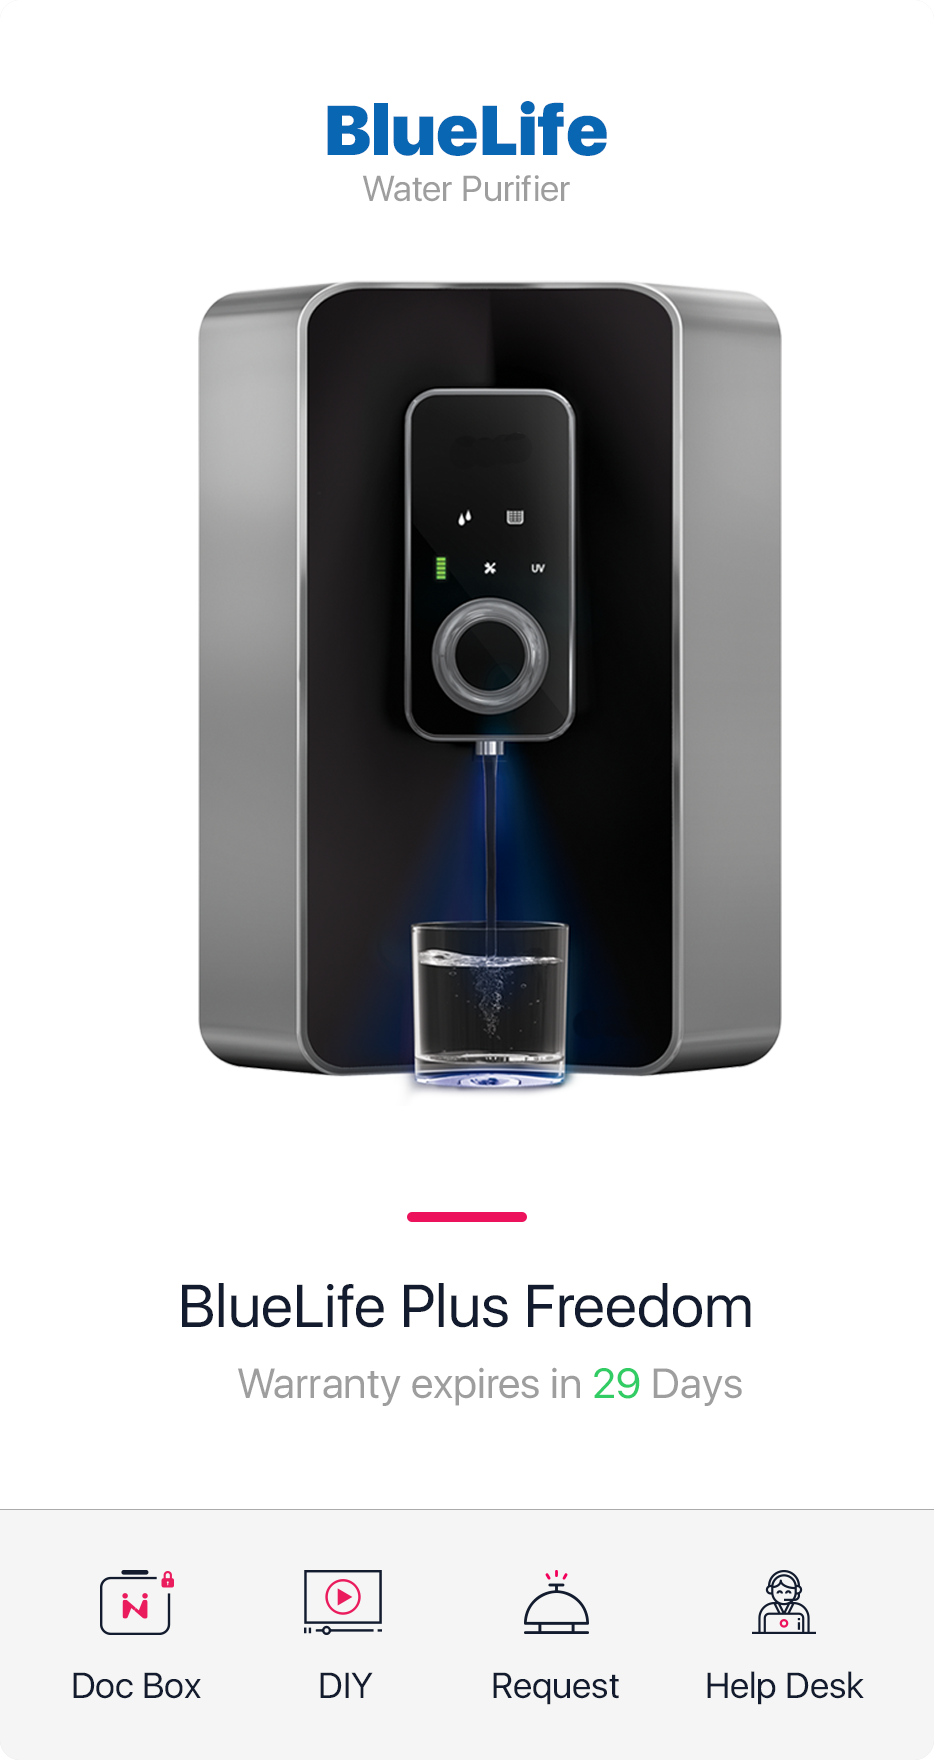 BlueLife
Water Purifier
UV
BlueLife Plus Freedom
Warranty expires in 29 Days
Doc Box
DIY
Request
Help Desk